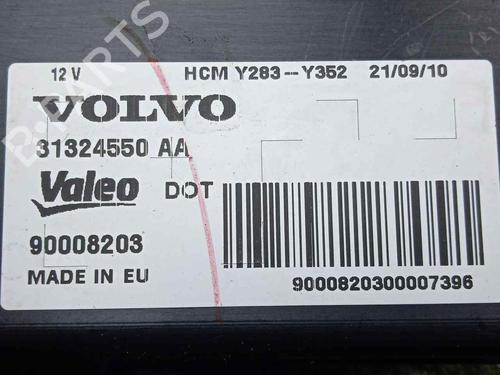 12 V HCM Y283-Y352 21/09/10
VOLVO
31324550 AA
Valeo DOT
90008203
MADE IN EU
9000820300007396
B-PARTS